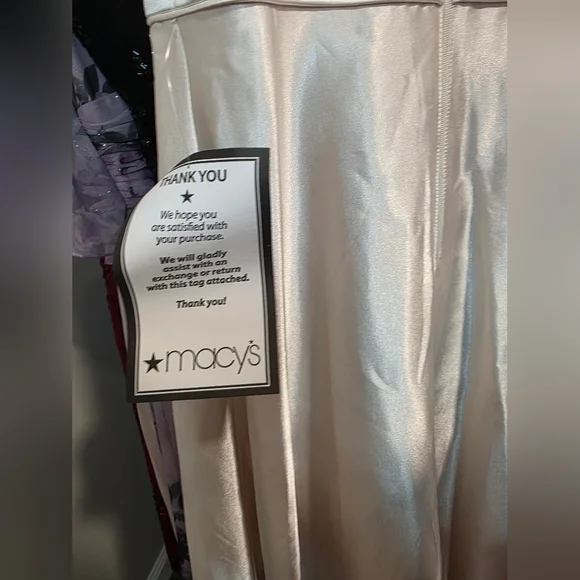 THANK YOU
★
We hope you
are satisfied with
your purchase.
We will gladly
assist with an
exchange or return
with this tag attached.
Thank you!
★macy's